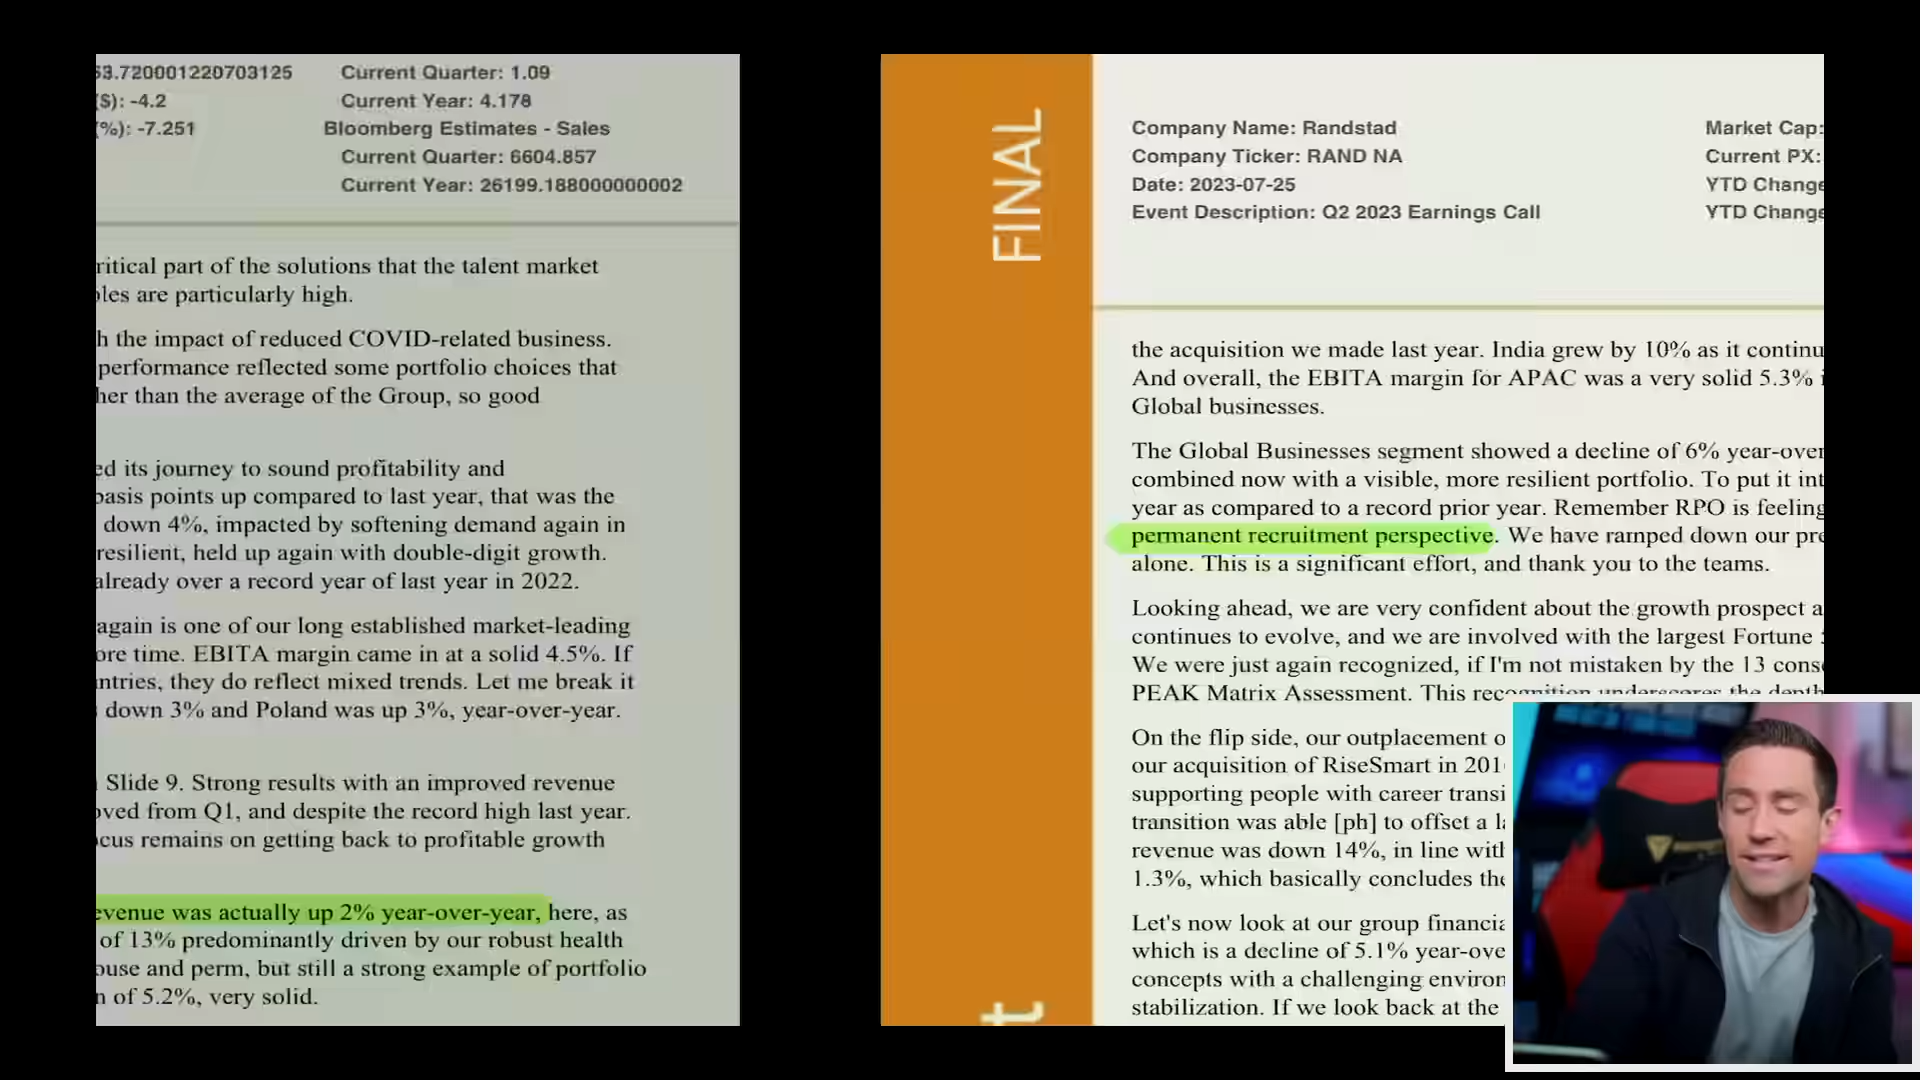 53.720001220703125
($): -4.2
(%): -7.251
Current Quarter: 1.09
Current Year: 4.178
Bloomberg Estimates - Sales
Current Quarter: 6604.857
Current Year: 26199.188000000002
ritical part of the solutions that the talent market
ples are particularly high.
h the impact of reduced COVID-related business.
performance reflected some portfolio choices that
her than the average of the Group, so good
ed its journey to sound profitability and
basis points up compared to last year, that was the
down 4%, impacted by softening demand again in
resilient, held up again with double-digit growth.
already over a record year of last year in 2022.
again is one of our long established market-leading
ore time. EBITA margin came in at a solid 4.5%. If
ntries, they do reflect mixed trends. Let me break it
down 3% and Poland was up 3%, year-over-year.
Slide 9. Strong results with an improved revenue
oved from Q1, and despite the record high last year.
cus remains on getting back to profitable growth
evenue was actually up 2% year-over-year, here, as
of 13% predominantly driven by our robust health
ouse and perm, but still a strong example of portfolio
n of 5.2%, very solid.
FINAL
t
Company Name: Randstad
Company Ticker: RAND NA
Date: 2023-07-25
Event Description: Q2 2023 Earnings Call
Market Cap:
Current PX:
YTD Change
YTD Change
the acquisition we made last year. India grew by 10% as it continu
And overall, the EBITA margin for APAC was a very solid 5.3% i
Global businesses.
The Global Businesses segment showed a decline of 6% year-over
combined now with a visible, more resilient portfolio. To put it int
year as compared to a record prior year. Remember RPO is feeling
permanent recruitment perspective. We have ramped down our pre
alone. This is a significant effort, and thank you to the teams.
Looking ahead, we are very confident about the growth prospect a
continues to evolve, and we are involved with the largest Fortune
We were just again recognized, if I'm not mistaken by the 13 cons
PEAK Matrix Assessment. This recognition underscores the depth
On the flip side, our outplacement o
our acquisition of RiseSmart in 201
supporting people with career transi
transition was able [ph] to offset a la
revenue was down 14%, in line with
1.3%, which basically concludes the
Let's now look at our group financia
which is a decline of 5.1% year-ove
concepts with a challenging environ
stabilization. If we look back at the